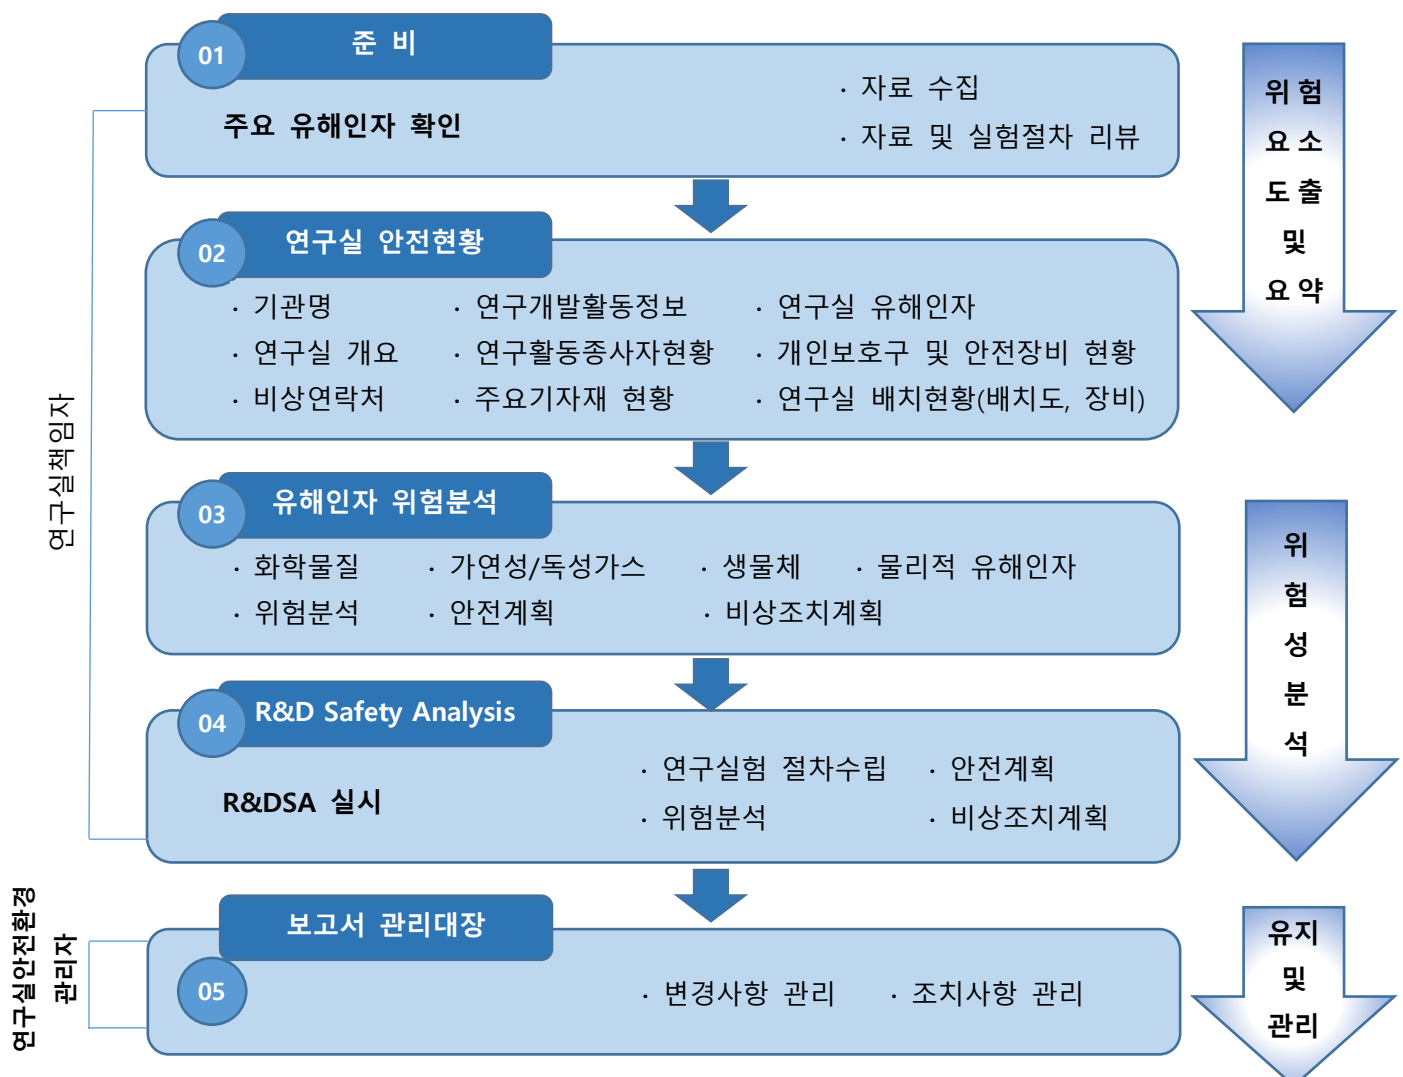 01
준 비
주요 유해인자 확인
· 자료 수집
· 자료 및 실험절차 리뷰
02
연구실 안전현황
· 기관명 · 연구개발활동정보 · 연구실 유해인자
· 연구실 개요 · 연구활동종사자현황 · 개인보호구 및 안전장비 현황
· 비상연락처 · 주요기자재 현황 · 연구실 배치현황(배치도, 장비)
03
유해인자 위험분석
· 화학물질 · 가연성/독성가스 · 생물체 · 물리적 유해인자
· 위험분석 · 안전계획 · 비상조치계획
04
R&D Safety Analysis
R&DSA 실시
· 연구실험 절차수립 · 안전계획
· 위험분석 · 비상조치계획
보고서 관리대장
05
· 변경사항 관리 · 조치사항 관리
연구실책임자
연구실안전환경
관리자
위 험
요 소
도 출
및
요 약
위
험
성
분
석
유지
및
관리